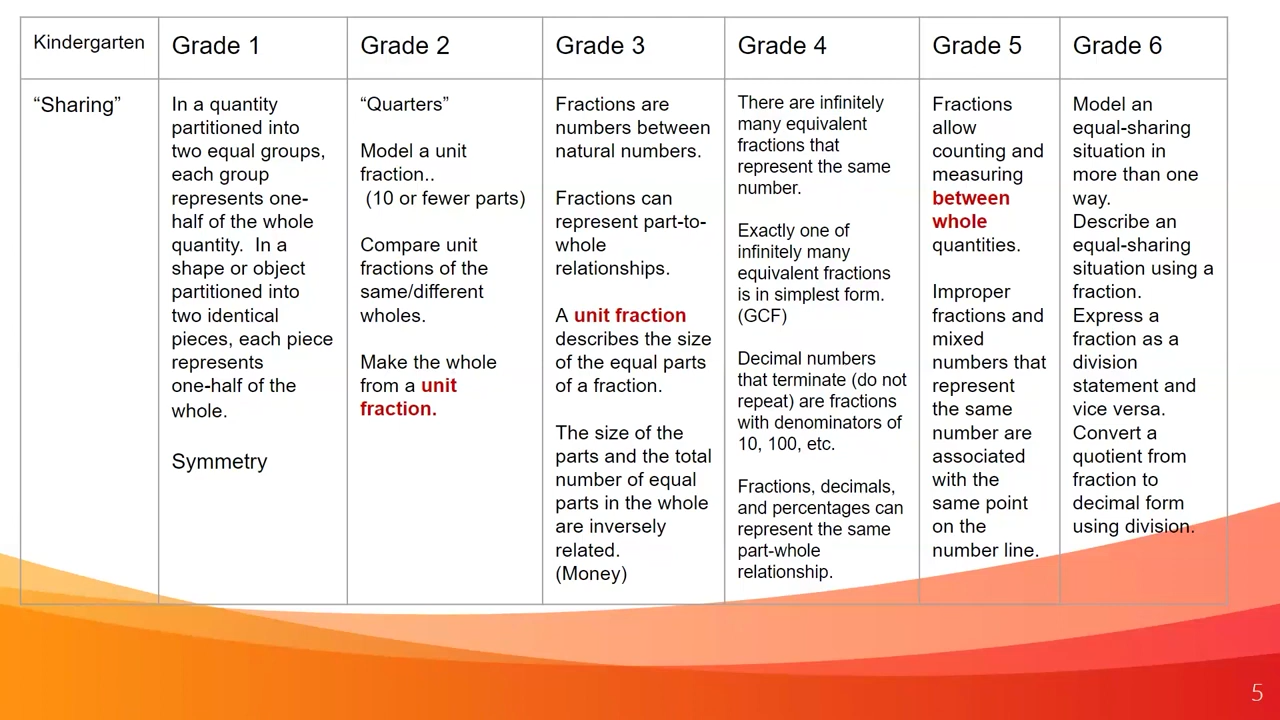 Kindergarten
Grade 1
Grade 2
Grade 3
Grade 4
Grade 5
Grade 6
“Sharing”
In a quantity
partitioned into
two equal groups,
each group
represents one-
half of the whole
quantity.  In a
shape or object
partitioned into
two identical
pieces, each piece
represents
one-half of the
whole.
Symmetry
“Quarters”
Model a unit
fraction..
(10 or fewer parts)
Compare unit
fractions of the
same/different
wholes.
Make the whole
from a unit
fraction.
Fractions are
numbers between
natural numbers.
Fractions can
represent part-to-
whole
relationships.
A unit fraction
describes the size
of the equal parts
of a fraction.
The size of the
parts and the total
number of equal
parts in the whole
are inversely
related.
(Money)
There are infinitely
many equivalent
fractions that
represent the same
number.
Exactly one of
infinitely many
equivalent fractions
is in simplest form.
(GCF)
Decimal numbers
that terminate (do not
repeat) are fractions
with denominators of
10, 100, etc.
Fractions, decimals,
and percentages can
represent the same
part-whole
relationship.
Fractions
allow
counting and
measuring
between
whole
quantities.
Improper
fractions and
mixed
numbers that
represent
the same
number are
associated
with the
same point
on the
number line.
Model an
equal-sharing
situation in
more than one
way.
Describe an
equal-sharing
situation using a
fraction.
Express a
fraction as a
division
statement and
vice versa.
Convert a
quotient from
fraction to
decimal form
using division.
5